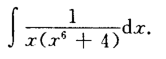 ∫ 1/(x(x⁶ + 4)) dx.